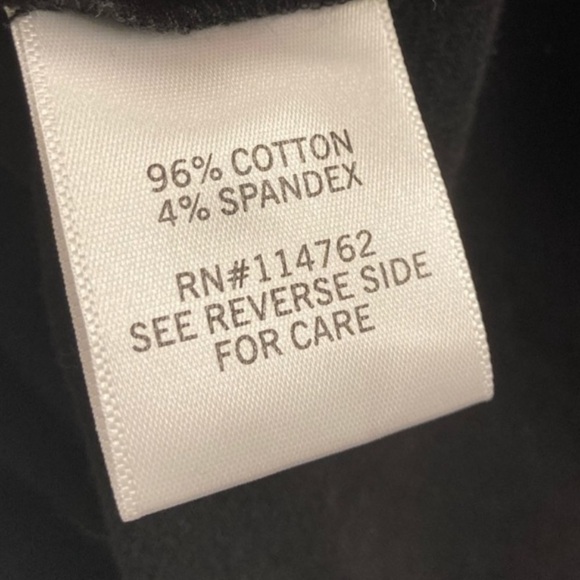 96% COTTON
4% SPANDEX
RN#114762
SEE REVERSE SIDE
FOR CARE